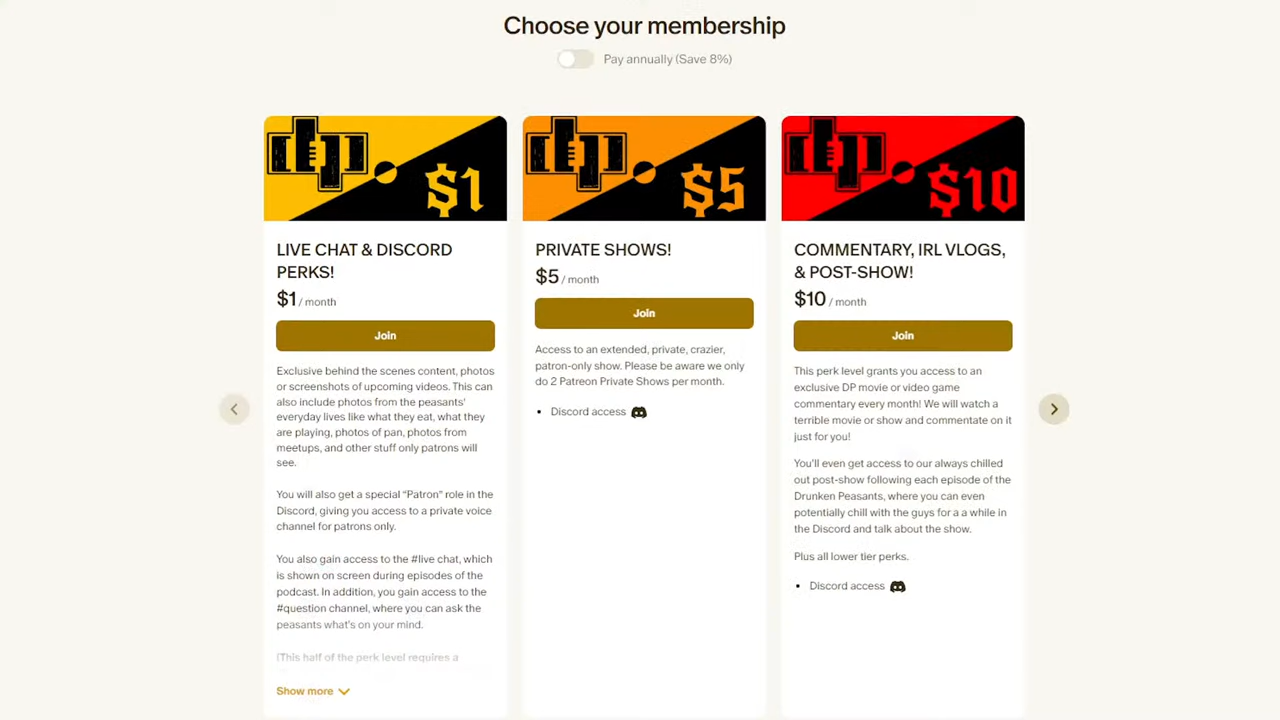 Choose your membership
Pay annually (Save 8%)
$1
LIVE CHAT & DISCORD
PERKS!
$1 / month
Join
Exclusive behind the scenes content, photos
or screenshots of upcoming videos. This can
also include photos from the peasants'
everyday lives like what they eat, what they
are playing, photos of pan, photos from
meetups, and other stuff only patrons will
see.
You will also get a special “Patron” role in the
Discord, giving you access to a private voice
channel for patrons only.
You also gain access to the #live chat, which
is shown on screen during episodes of the
podcast. In addition, you gain access to the
#question channel, where you can ask the
peasants what's on your mind.
(This half of the perk level requires a
Show more
$5
PRIVATE SHOWS!
$5 / month
Join
Access to an extended, private, crazier,
patron-only show. Please be aware we only
do 2 Patreon Private Shows per month.
Discord access
$10
COMMENTARY, IRL VLOGS,
& POST-SHOW!
$10 / month
Join
This perk level grants you access to an
exclusive DP movie or video game
commentary every month! We will watch a
terrible movie or show and commentate on it
just for you!
You'll even get access to our always chilled
out post-show following each episode of the
Drunken Peasants, where you can even
potentially chill with the guys for a a while in
the Discord and talk about the show.
Plus all lower tier perks.
Discord access